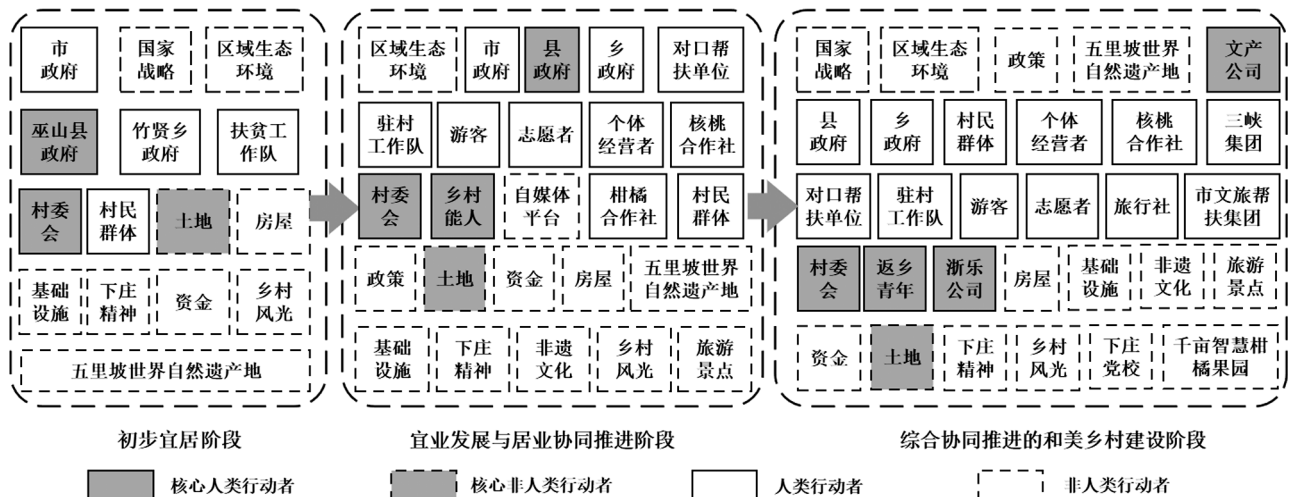 市
政府
国家
战略
区域生态
环境
巫山县
政府
竹贤乡
政府
扶贫工
作队
村委
会
村民
群体
土地
房屋
基础
设施
下庄
精神
资金
乡村
风光
五里坡世界自然遗产地
初步宜居阶段
区域生态
环境
市
政府
县
政府
乡
政府
对口帮
扶单位
驻村
工作队
游客
志愿者
个体
经营者
核桃
合作社
村委
会
乡村
能人
自媒体
平台
柑橘
合作社
村民
群体
政策
土地
资金
房屋
五里坡世界
自然遗产地
基础
设施
下庄
精神
非遗
文化
乡村
风光
旅游
景点
宜业发展与居业协同推进阶段
国家
战略
区域生态
环境
政策
五里坡世界
自然遗产地
文产
公司
县
政府
乡
政府
村民
群体
个体
经营者
核桃
合作社
三峡
集团
对口帮
扶单位
驻村
工作队
游客
志愿者
旅行社
市文旅帮
扶集团
村委
会
返乡
青年
浙乐
公司
房屋
基础
设施
非遗
文化
旅游
景点
资金
土地
下庄
精神
乡村
风光
下庄
党校
千亩智慧柑
橘果园
综合协同推进的和美乡村建设阶段
核心人类行动者
核心非人类行动者
人类行动者
非人类行动者